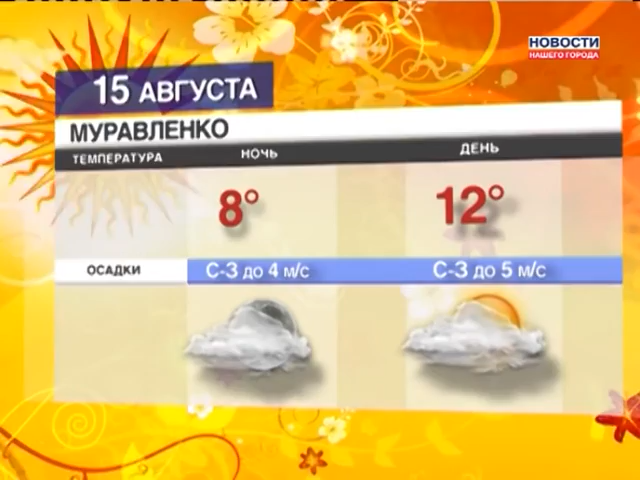 НОВОСТИ
НАШЕГО ГОРОДА
15 АВГУСТА
МУРАВЛЕНКО
ТЕМПЕРАТУРА НОЧЬ ДЕНЬ
8° 12°
ОСАДКИ С-З до 4 м/с С-З до 5 м/с